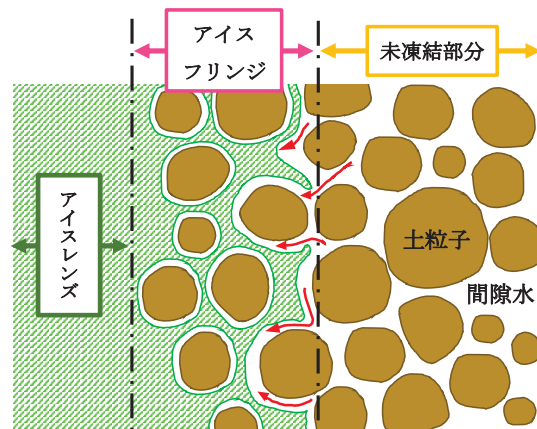 アイス
フリンジ
未凍結部分
アイスレンズ
土粒子
間隙水